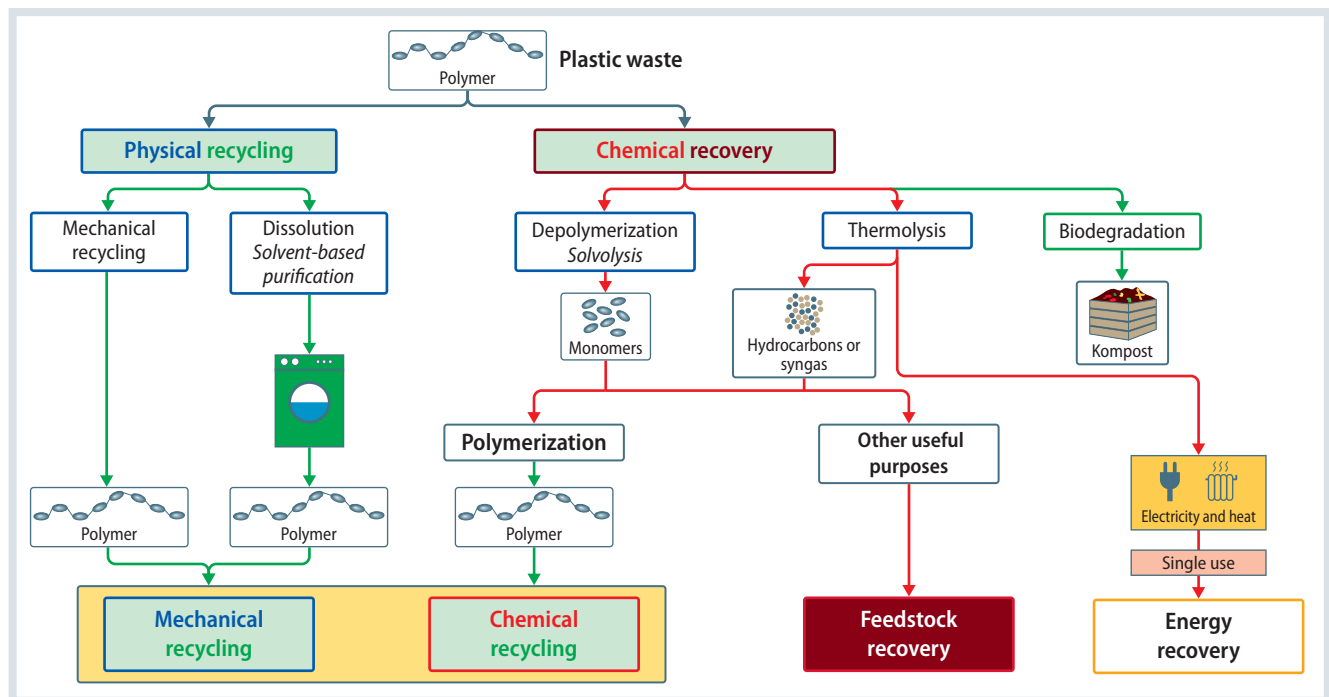 Polymer
Plastic waste
Physical recycling
Chemical recovery
Mechanical
recycling
Dissolution
Solvent-based
purification
Depolymerization
Solvolysis
Thermolysis
Biodegradation
Monomers
Hydrocarbons or
syngas
Kompost
Polymerization
Other useful
purposes
Electricity and heat
Polymer
Polymer
Polymer
Single use
Mechanical
recycling
Chemical
recycling
Feedstock
recovery
Energy
recovery